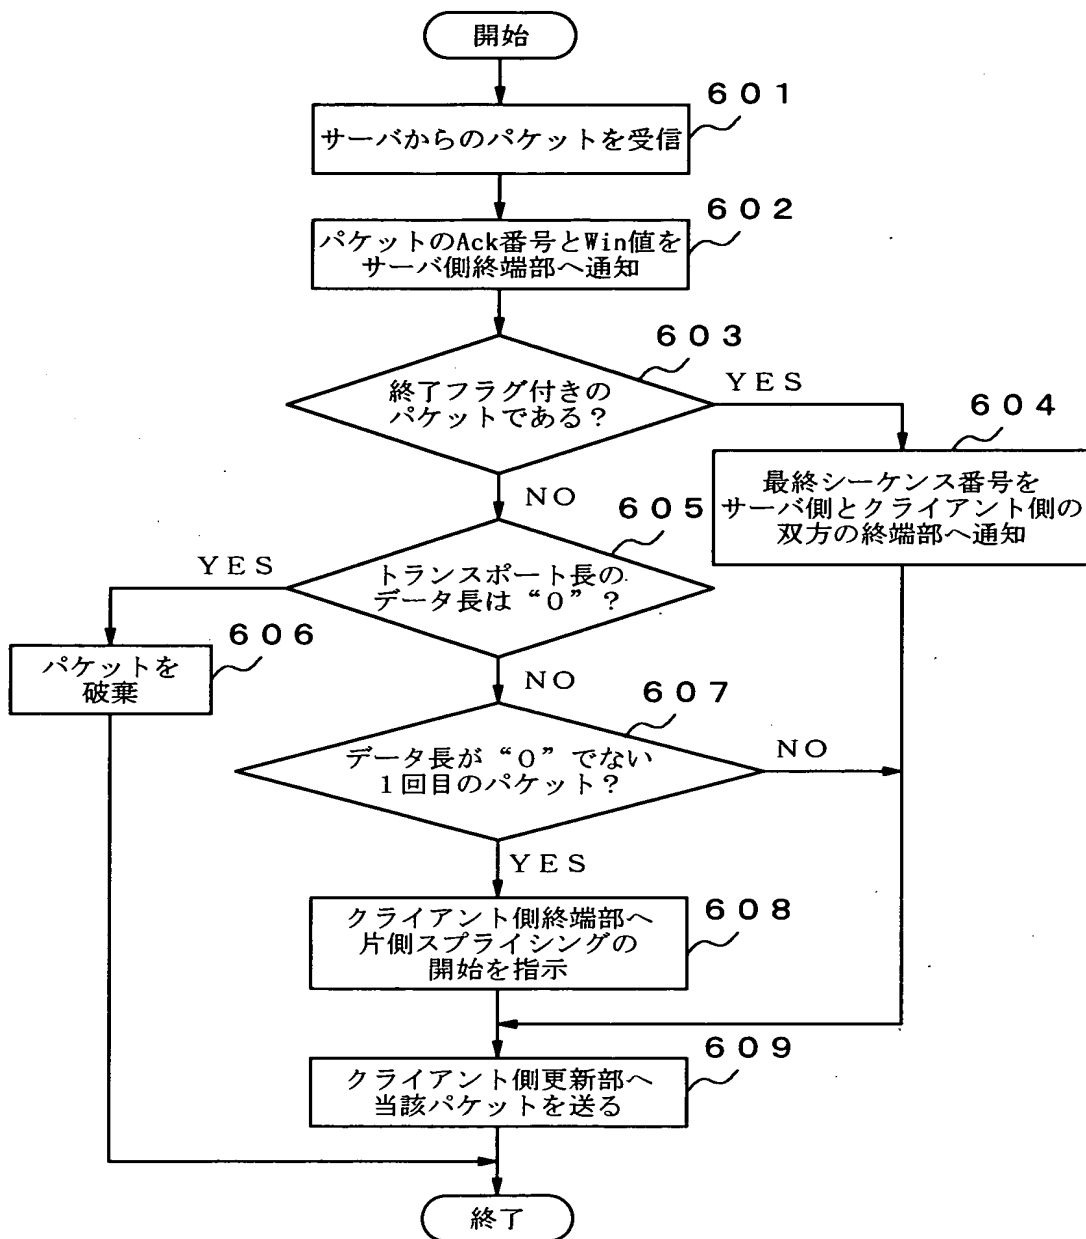 開始
６０１
サーバからのパケットを受信
６０２
パケットのAck番号とWin値を
サーバ側終端部へ通知
６０３
終了フラグ付きの
パケットである？
ＹＥＳ
６０４
最終シーケンス番号を
サーバ側とクライアント側の
双方の終端部へ通知
ＮＯ
６０５
トランスポート長の
データ長は“０”？
ＹＥＳ
６０６
パケットを
破棄
ＮＯ
６０７
データ長が“０”でない
１回目のパケット？
ＮＯ
ＹＥＳ
６０８
クライアント側終端部へ
片側スプライシングの
開始を指示
６０９
クライアント側更新部へ
当該パケットを送る
終了